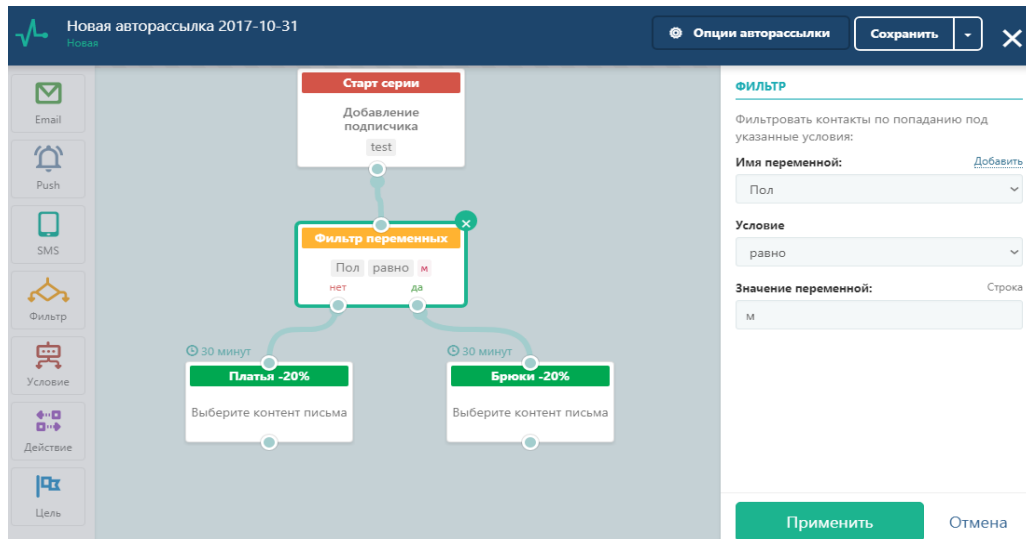 Новая авторассылка 2017-10-31
Новая
Опции авторассылки
Сохранить
Email
Push
SMS
Фильтр
Условие
Действие
Цель
Старт серии
Добавление
подписчика
test
Фильтр переменных
Пол равно м
нет да
30 минут
Платья -20%
Выберите контент письма
30 минут
Брюки -20%
Выберите контент письма
ФИЛЬТР
Фильтровать контакты по попаданию под
указанные условия:
Имя переменной: Добавить
Пол
Условие
равно
Значение переменной: Строка
м
Применить Отмена